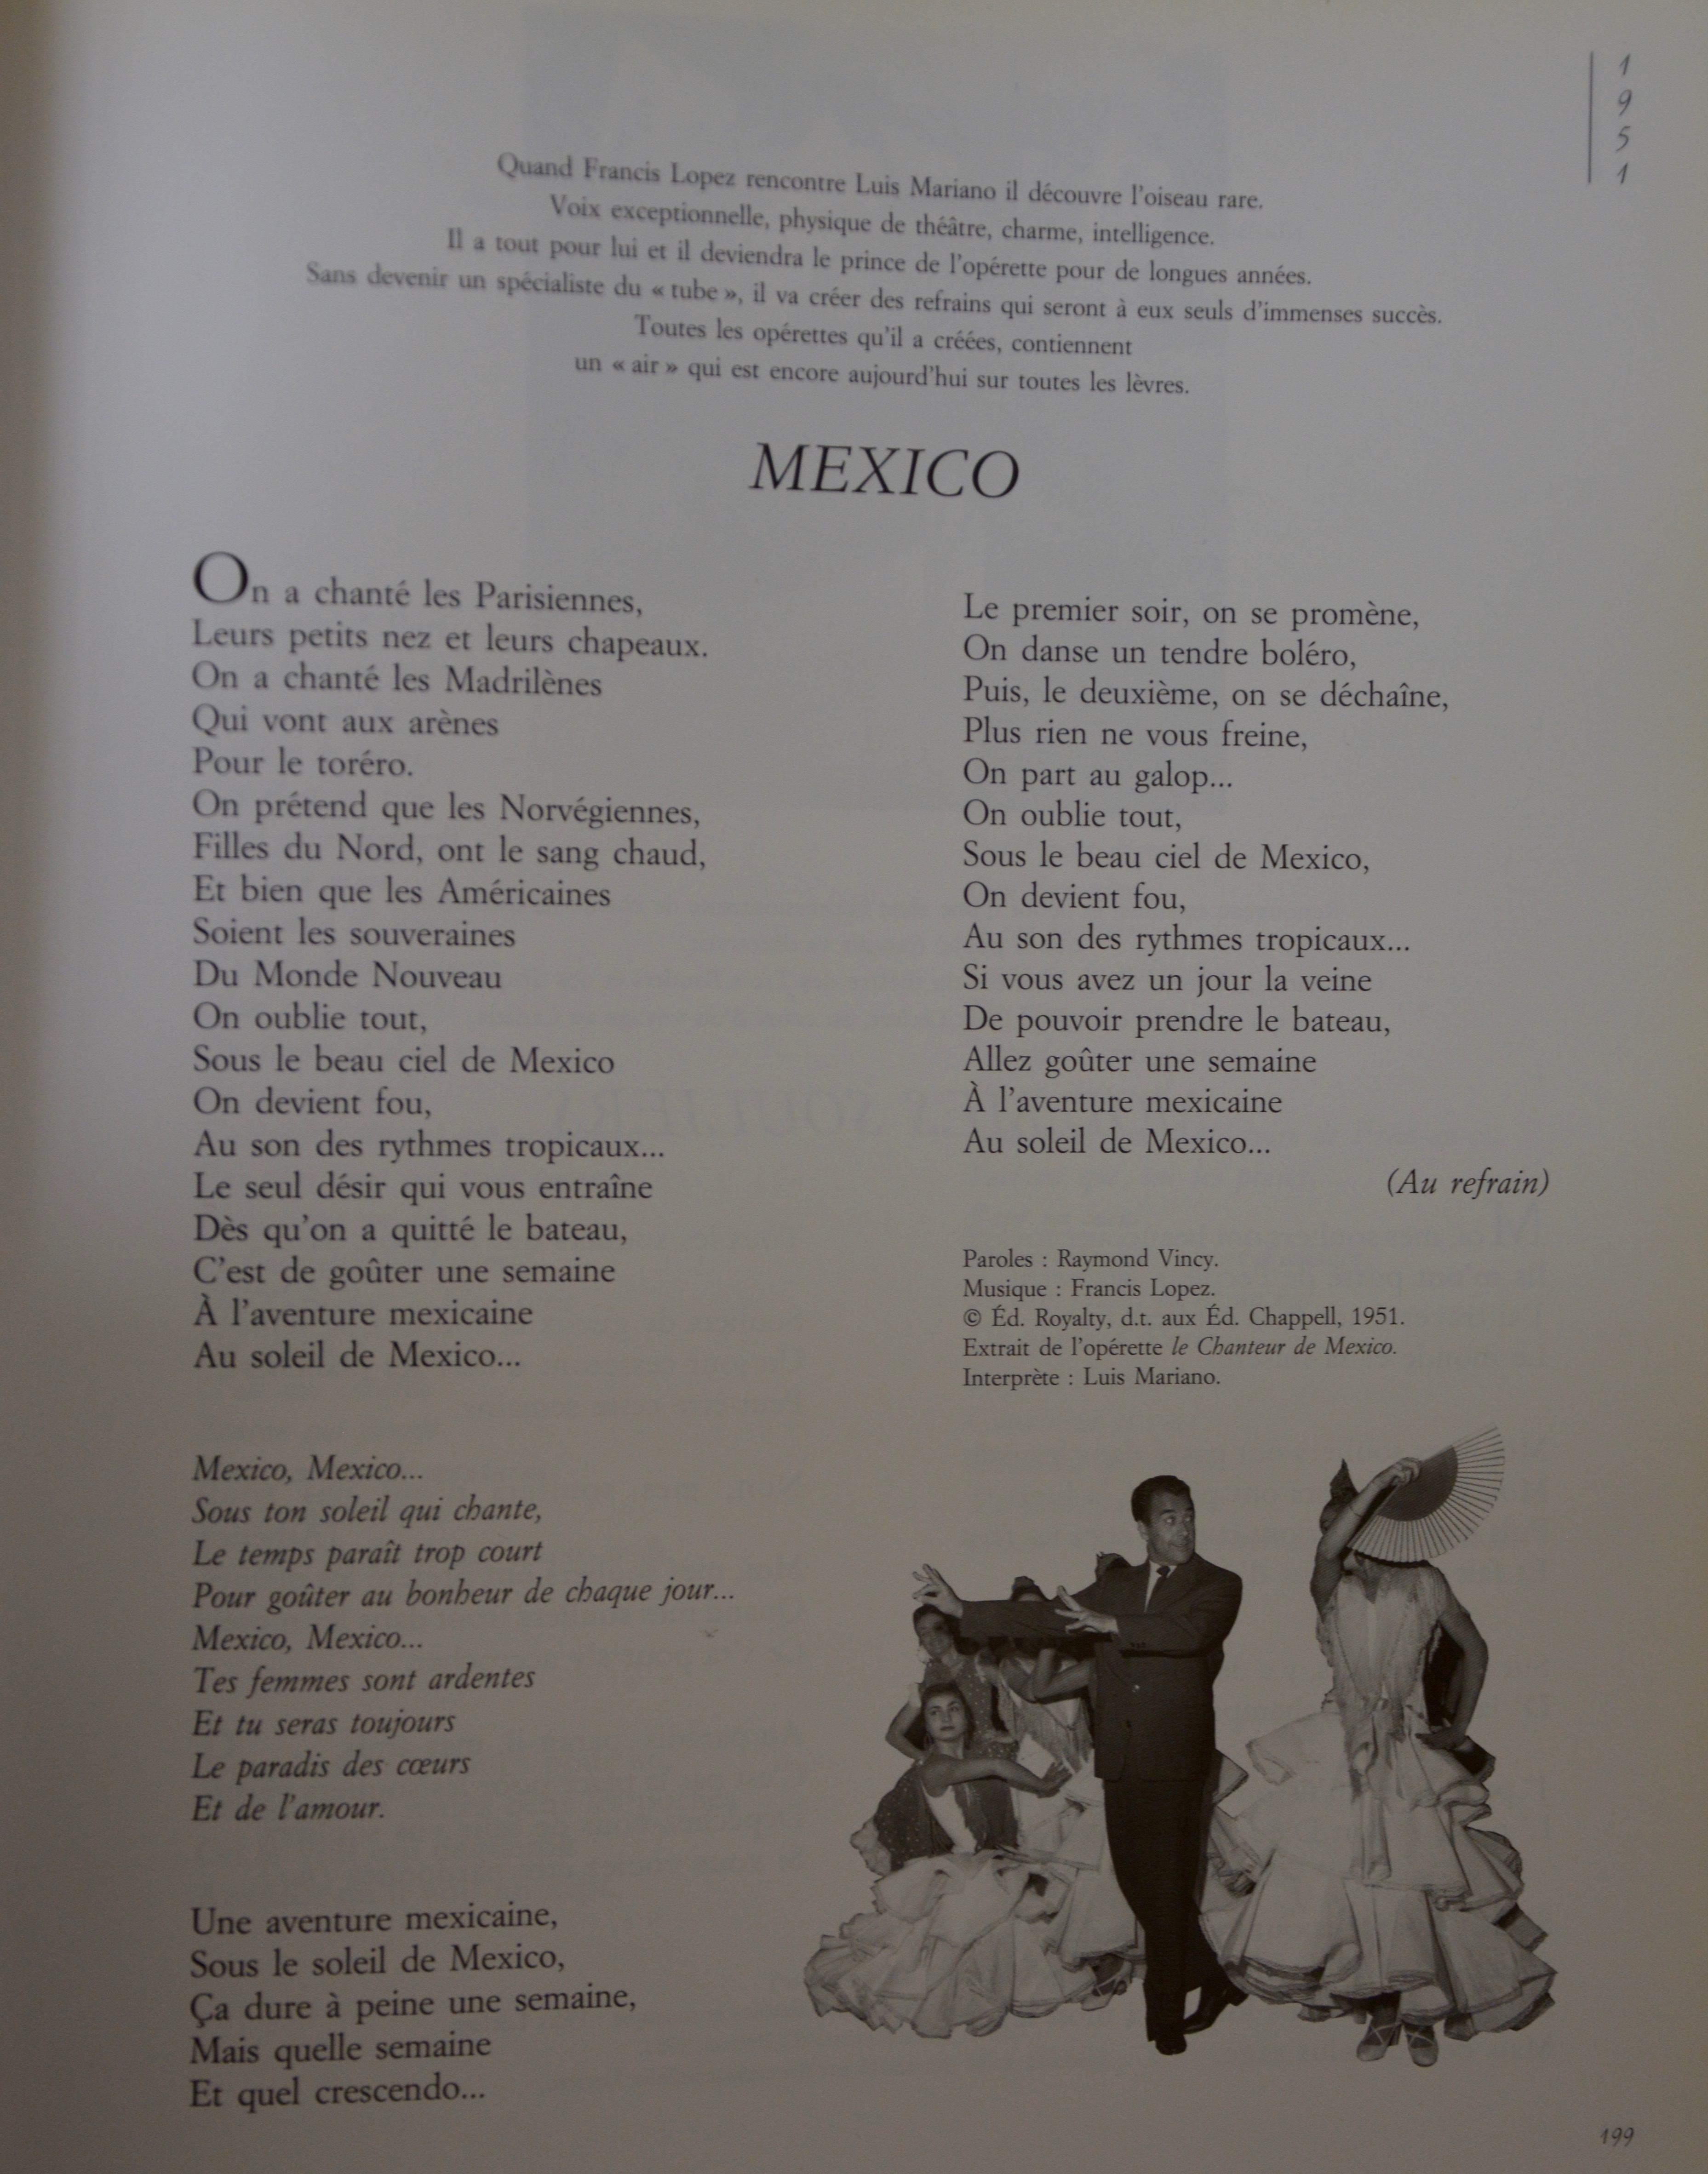 1
9
5
1
Quand Francis Lopez rencontre Luis Mariano il découvre l'oiseau rare.
Voix exceptionnelle, physique de théâtre, charme, intelligence.
Il a tout pour lui et il deviendra le prince de l'opérette pour de longues années.
Sans devenir un spécialiste du « tube », il va créer des refrains qui seront à eux seuls d'immenses succès.
Toutes les opérettes qu'il a créées, contiennent
un « air » qui est encore aujourd'hui sur toutes les lèvres.
MEXICO
On a chanté les Parisiennes,
Leurs petits nez et leurs chapeaux.
On a chanté les Madrilènes
Qui vont aux arènes
Pour le toréro.
On prétend que les Norvégiennes,
Filles du Nord, ont le sang chaud,
Et bien que les Américaines
Soient les souveraines
Du Monde Nouveau
On oublie tout,
Sous le beau ciel de Mexico
On devient fou,
Au son des rythmes tropicaux...
Le seul désir qui vous entraîne
Dès qu'on a quitté le bateau,
C'est de goûter une semaine
À l'aventure mexicaine
Au soleil de Mexico...
Mexico, Mexico...
Sous ton soleil qui chante,
Le temps paraît trop court
Pour goûter au bonheur de chaque jour...
Mexico, Mexico...
Tes femmes sont ardentes
Et tu seras toujours
Le paradis des cœurs
Et de l'amour.
Une aventure mexicaine,
Sous le soleil de Mexico,
Ça dure à peine une semaine,
Mais quelle semaine
Et quel crescendo...
Le premier soir, on se promène,
On danse un tendre boléro,
Puis, le deuxième, on se déchaîne,
Plus rien ne vous freine,
On part au galop...
On oublie tout,
Sous le beau ciel de Mexico,
On devient fou,
Au son des rythmes tropicaux...
Si vous avez un jour la veine
De pouvoir prendre le bateau,
Allez goûter une semaine
À l'aventure mexicaine
Au soleil de Mexico...
(Au refrain)
Paroles : Raymond Vincy.
Musique : Francis Lopez.
© Éd. Royalty, d.t. aux Éd. Chappell, 1951.
Extrait de l'opérette le Chanteur de Mexico.
Interprète : Luis Mariano.
199